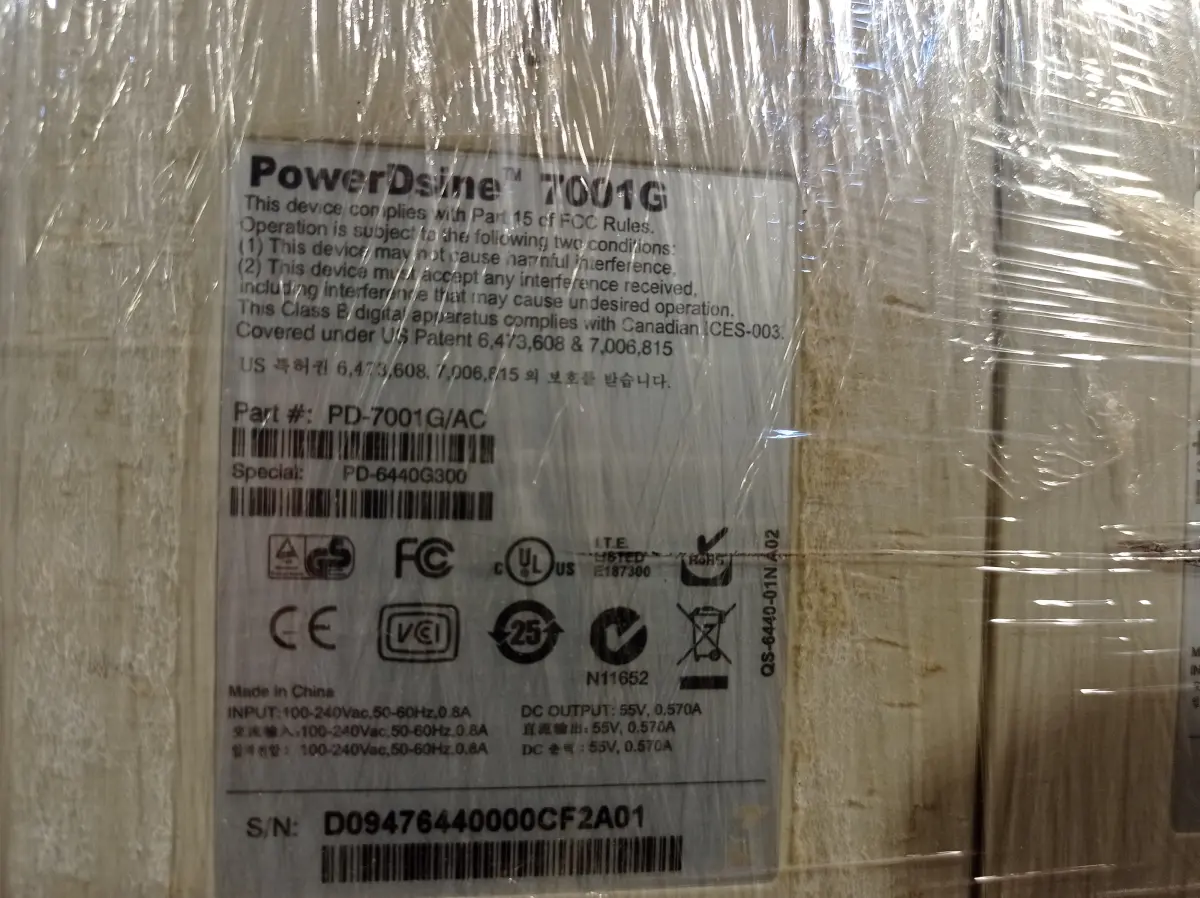 PowerDsine™ 7001G
This device complies with Part 15 of FCC Rules.
Operation is subject to the following two conditions:
(1) This device may not cause harmful interference,
(2) This device must accept any interference received,
including interference that may cause undesired operation.
This Class B digital apparatus complies with Canadian ICES-003.
Covered under US Patent 6,473,608 & 7,006,815
US 특허권 6,473,608, 7,006,815 의 보호를 받습니다.
Part #: PD-7001G/AC
Special: PD-6440G300
GS
FC
C UL US
I.T.E.
LISTED
E187300
RoHS
CE
VCI
25
N11652
QS-6440-01N A02
Made in China
INPUT: 100-240Vac,50-60Hz,0.8A
DC OUTPUT: 55V, 0.570A
交流輸入: 100-240Vac,50-60Hz,0.8A
直流輸出: 55V, 0.570A
입력전압: 100-240Vac,50-60Hz,0.8A
DC 출력: 55V, 0.570A
S/N: D09476440000CF2A01